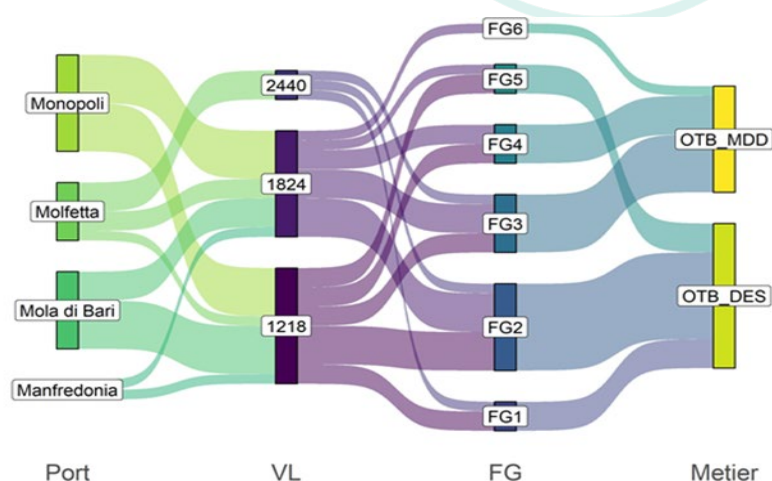 Monopoli
Molfetta
Mola di Bari
Manfredonia
2440
1824
1218
FG6
FG5
FG4
FG3
FG2
FG1
OTB_MDD
OTB_DES
Port
VL
FG
Metier